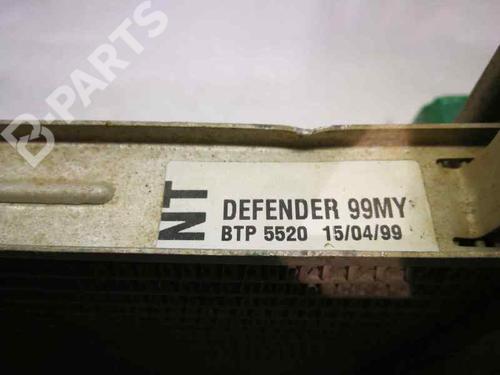 B-PARTS
NT
DEFENDER 99MY
BTP 5520 15/04/99